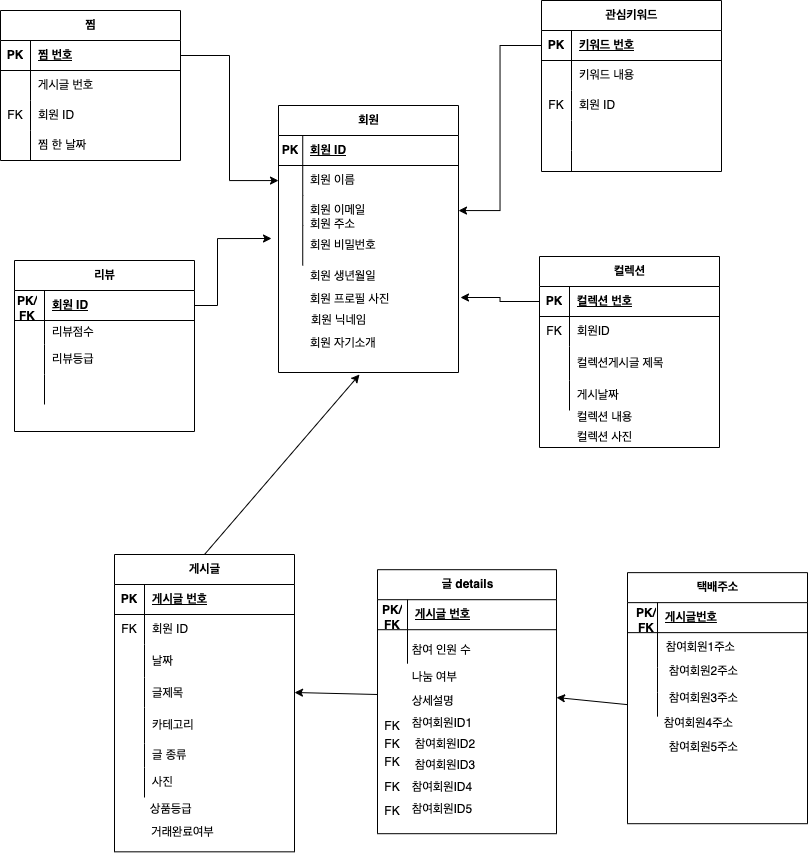 찜
PK 찜 번호
게시글 번호
FK 회원 ID
찜 한 날짜
관심키워드
PK 키워드 번호
키워드 내용
FK 회원 ID
회원
PK 회원 ID
회원 이름
회원 이메일
회원 주소
회원 비밀번호
회원 생년월일
회원 프로필 사진
회원 닉네임
회원 자기소개
리뷰
PK/
FK 회원 ID
리뷰점수
리뷰등급
컬렉션
PK 컬렉션 번호
FK 회원ID
컬렉션게시글 제목
게시날짜
컬렉션 내용
컬렉션 사진
게시글
PK 게시글 번호
FK 회원 ID
날짜
글제목
카테고리
글 종류
사진
상품등급
거래완료여부
글 details
PK/
FK 게시글 번호
참여 인원 수
나눔 여부
상세설명
FK 참여회원ID1
FK 참여회원ID2
FK 참여회원ID3
FK 참여회원ID4
FK 참여회원ID5
택배주소
PK/
FK 게시글번호
참여회원1주소
참여회원2주소
참여회원3주소
참여회원4주소
참여회원5주소